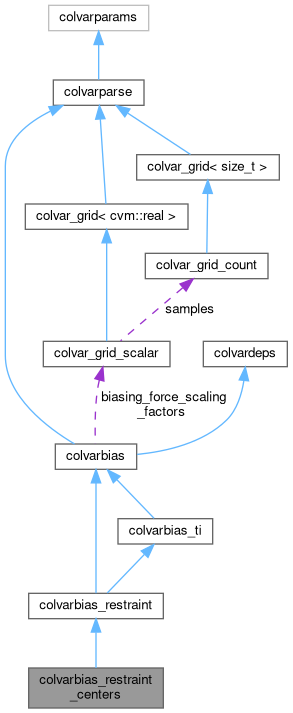 colvarparams
colvarparse
colvar_grid< size_t >
colvar_grid< cvm::real >
colvar_grid_count
samples
colvar_grid_scalar
colvardeps
biasing_force_scaling
_factors
colvarbias
colvarbias_ti
colvarbias_restraint
colvarbias_restraint
_centers